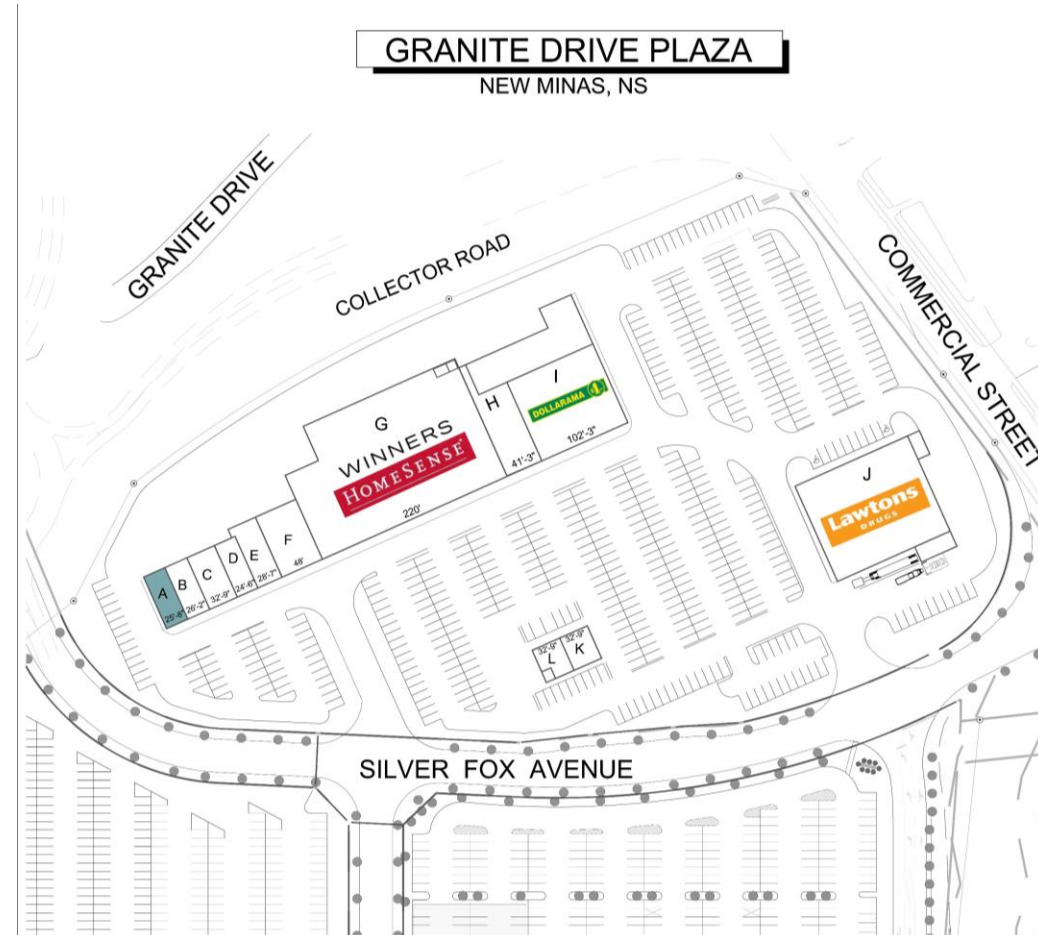 GRANITE DRIVE PLAZA
NEW MINAS, NS
GRANITE DRIVE
COLLECTOR ROAD
COMMERCIAL STREET
G
WINNERS
HOMESENSE
220'
H
41'-3"
I
DOLLARAMA
102'-3"
J
Lawtons
DRUGS
A
25'-8"
B
26'-2"
C
32'-9"
D
24'-6"
E
28'-7"
F
48'
32'-9"
L
32'-9"
K
SILVER FOX AVENUE